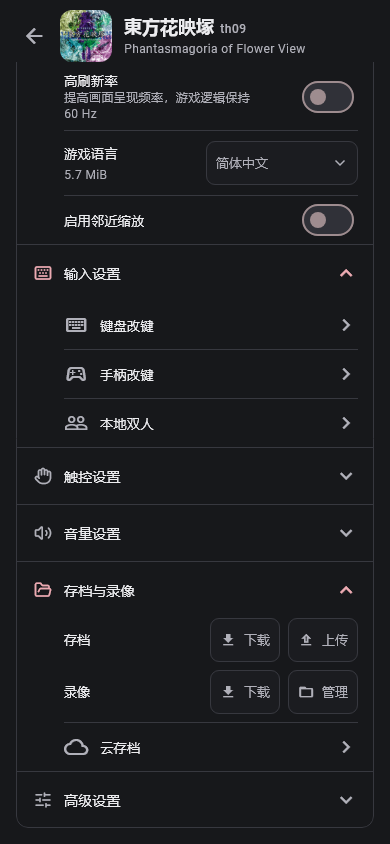 東方花映塚 th09
Phantasmagoria of Flower View
高刷新率
提高画面呈现频率，游戏逻辑保持
60 Hz
游戏语言
5.7 MiB
简体中文
启用邻近缩放
输入设置
键盘改键
手柄改键
本地双人
触控设置
音量设置
存档与录像
存档 下载 上传
录像 下载 管理
云存档
高级设置